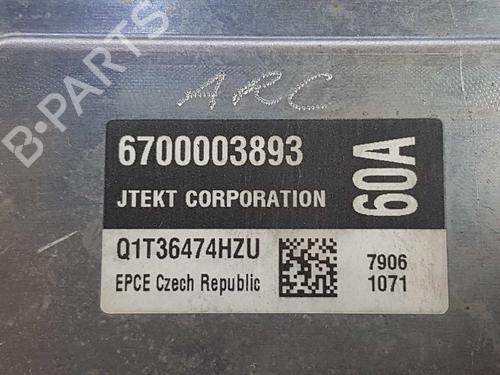 ARC
6700003893
JTEKT CORPORATION
60A
Q1T36474HZU
EPCE Czech Republic
7906
1071
B-PARTS